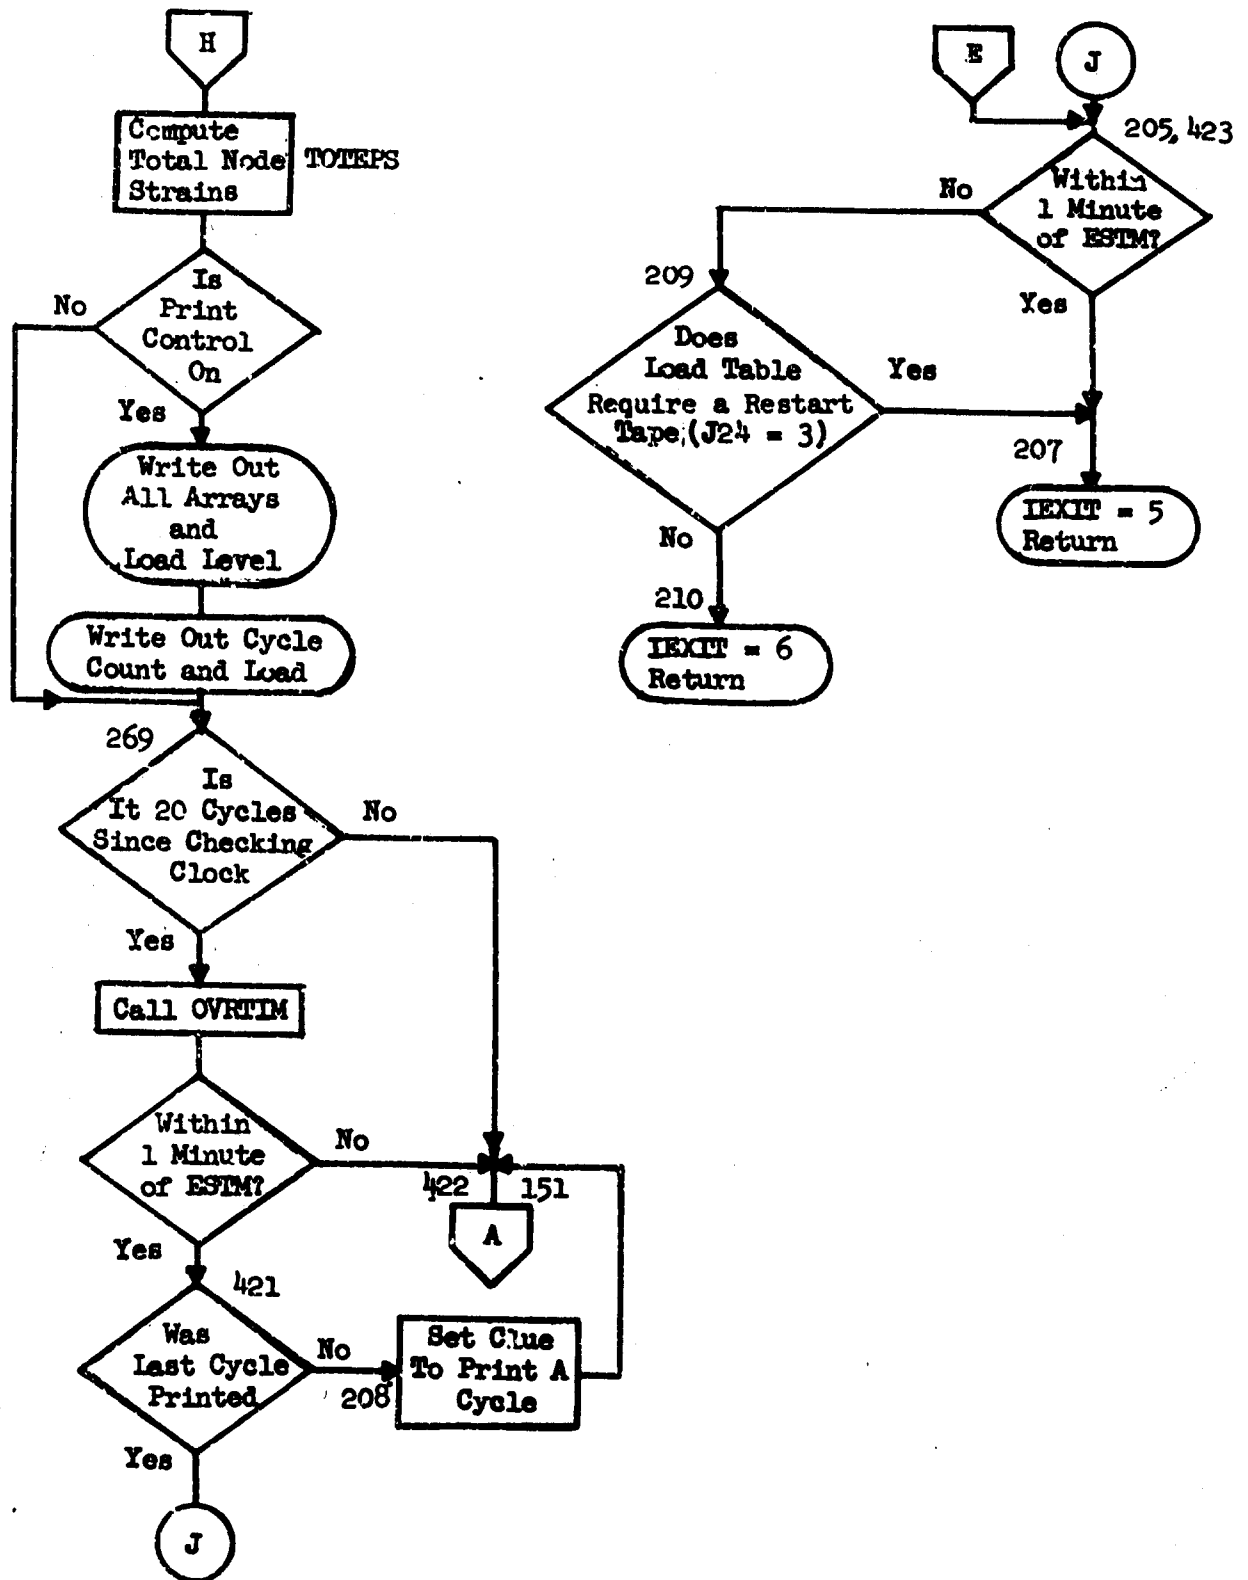 H
Compute
Total Node
Strains
TOTEPS
Is
Print
Control
On
No
Yes
Write Out
All Arrays
and
Load Level
Write Out Cycle
Count and Load
269
Is
It 20 Cycles
Since Checking
Clock
No
Yes
Call OVRTIM
Within
1 Minute
of ESTM?
No
422
151
A
Yes
421
Was
Last Cycle
Printed
No
208
Set Clue
To Print A
Cycle
Yes
J
E
J
205, 423
Within
1 Minute
of ESTM?
No
Yes
209
Does
Load Table
Require a Restart
Tape,(J24 = 3)
Yes
207
IEXIT = 5
Return
No
210
IEXIT = 6
Return